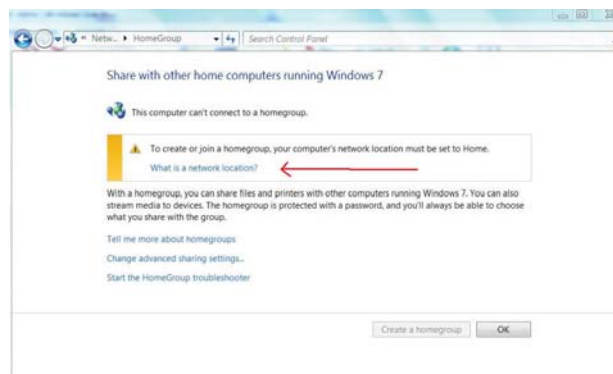 Netw... ▸ HomeGroup
Search Control Panel
Share with other home computers running Windows 7
This computer can't connect to a homegroup.
To create or join a homegroup, your computer's network location must be set to Home.
What is a network location?
With a homegroup, you can share files and printers with other computers running Windows 7. You can also
stream media to devices. The homegroup is protected with a password, and you'll always be able to choose
what you share with the group.
Tell me more about homegroups
Change advanced sharing settings...
Start the HomeGroup troubleshooter
Create a homegroup
OK